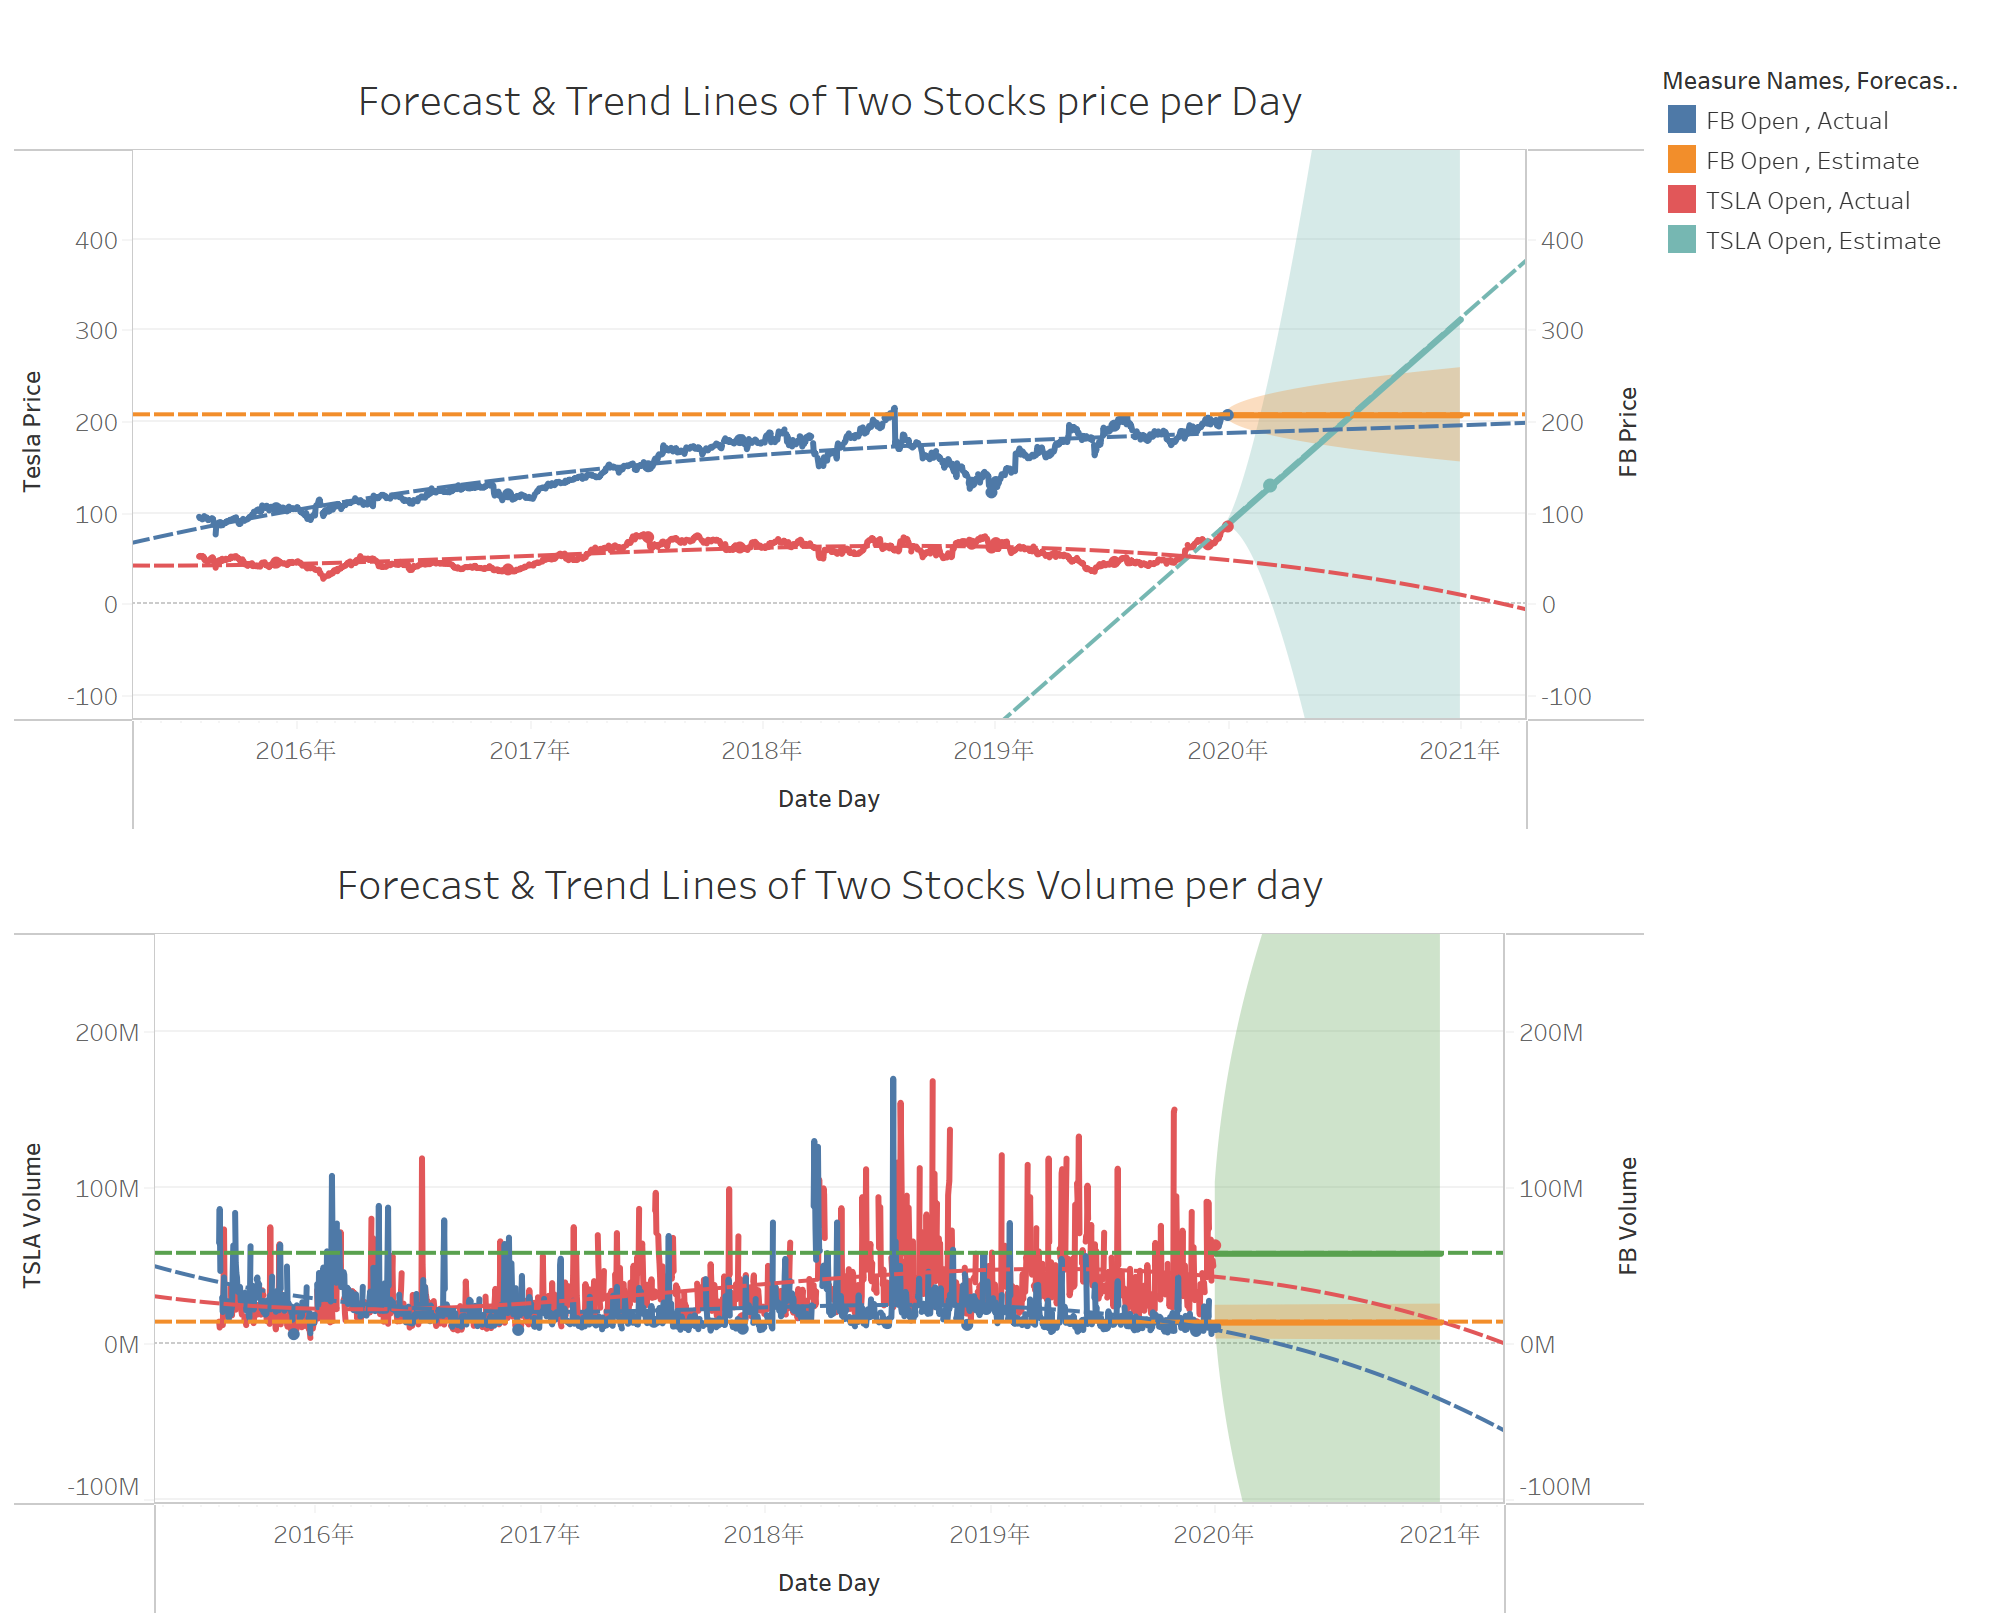 Forecast & Trend Lines of Two Stocks price per Day
Measure Names, Forecas..
FB Open , Actual
FB Open , Estimate
TSLA Open, Actual
TSLA Open, Estimate
Tesla Price
400
300
200
100
0
-100
400
300
200
100
0
-100
FB Price
2016年 2017年 2018年 2019年 2020年 2021年
Date Day
Forecast & Trend Lines of Two Stocks Volume per day
TSLA Volume
200M
100M
0M
-100M
200M
100M
0M
-100M
FB Volume
2016年 2017年 2018年 2019年 2020年 2021年
Date Day